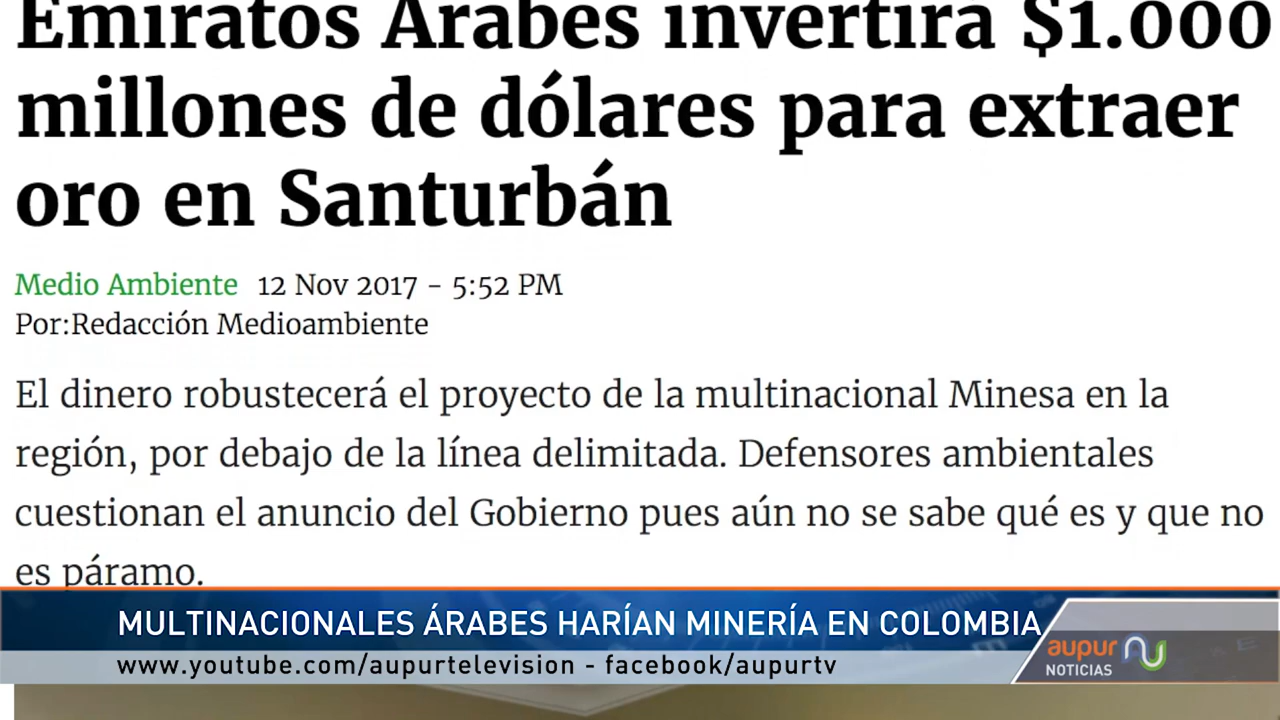 Emiratos Árabes invertirá $1.000
millones de dólares para extraer
oro en Santurbán
Medio Ambiente 12 Nov 2017 - 5:52 PM
Por:Redacción Medioambiente
El dinero robustecerá el proyecto de la multinacional Minesa en la
región, por debajo de la línea delimitada. Defensores ambientales
cuestionan el anuncio del Gobierno pues aún no se sabe qué es y que no
es páramo.
MULTINACIONALES ÁRABES HARÍAN MINERÍA EN COLOMBIA
www.youtube.com/aupurtelevision - facebook/aupurtv
aupur
NOTICIAS